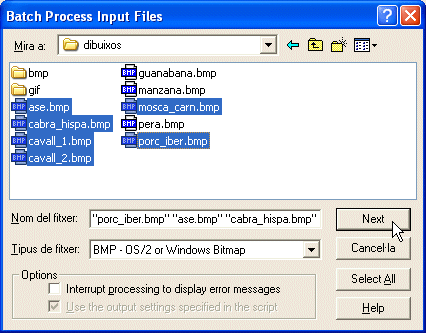 Batch Process Input Files
Mira a: dibuixos
bmp
gif
ase.bmp
cabra_hispa.bmp
cavall_1.bmp
cavall_2.bmp
guanabana.bmp
manzana.bmp
mosca_carn.bmp
pera.bmp
porc_iber.bmp
Nom del fitxer: "porc_iber.bmp" "ase.bmp" "cabra_hispa.bmp" Next
Tipus de fitxer: BMP - OS/2 or Windows Bitmap Cancel·la
Options
Interrupt processing to display error messages Select All
Use the output settings specified in the script Help